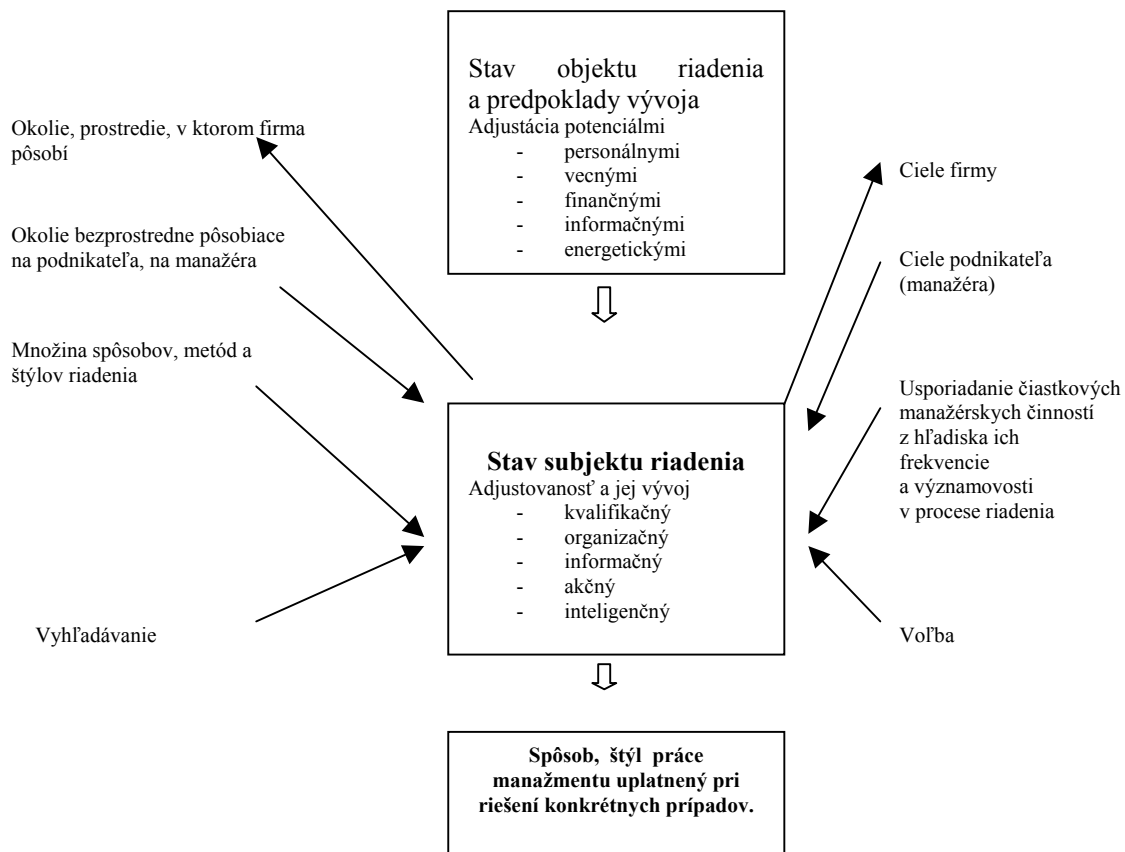 Stav objektu riadenia
a predpoklady vývoja
Adjustácia potenciálmi
- personálnymi
- vecnými
- finančnými
- informačnými
- energetickými
Okolie, prostredie, v ktorom firma
pôsobí
Okolie bezprostredne pôsobiace
na podnikateľa, na manažéra
Množina spôsobov, metód a
štýlov riadenia
Vyhľadávanie
Ciele firmy
Ciele podnikateľa
(manažéra)
Usporiadanie čiastkových
manažérskych činností
z hľadiska ich
frekvencie
a významovosti
v procese riadenia
Voľba
Stav subjektu riadenia
Adjustovanosť a jej vývoj
- kvalifikačný
- organizačný
- informačný
- akčný
- inteligenčný
Spôsob, štýl práce
manažmentu uplatnený pri
riešení konkrétnych prípadov.